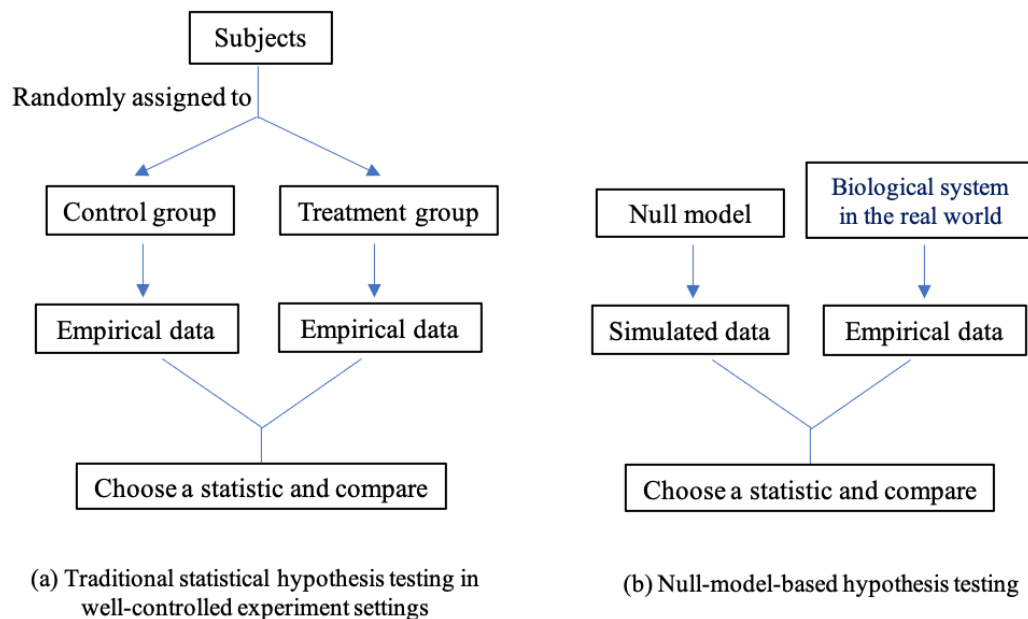 Subjects
Randomly assigned to
Control group
Treatment group
Empirical data
Empirical data
Choose a statistic and compare
(a) Traditional statistical hypothesis testing in
well-controlled experiment settings
Null model
Biological system
in the real world
Simulated data
Empirical data
Choose a statistic and compare
(b) Null-model-based hypothesis testing